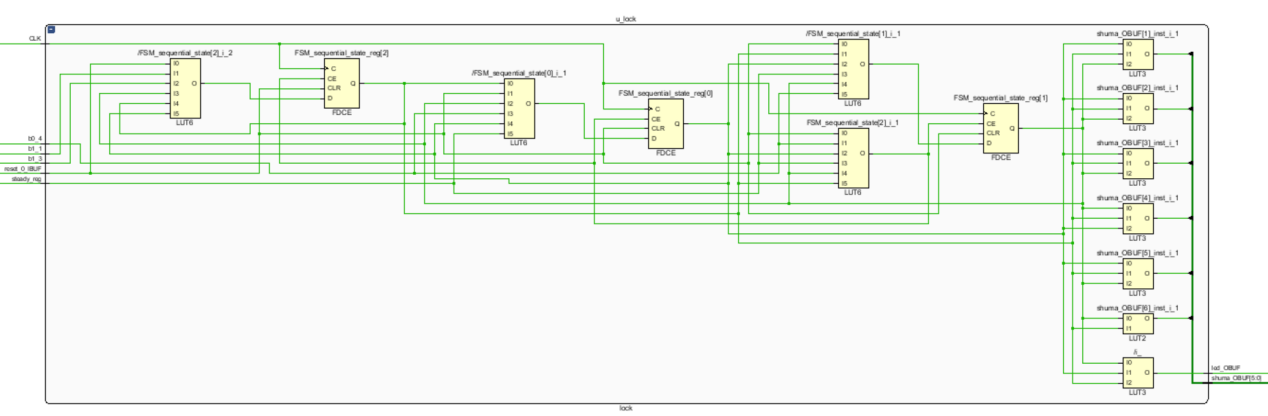 u_lock
CLK
b0_4
b1_1
b1_3
reset_0_IBUF
steady_reg
/FSM_sequential_state[2]_i_2
I0
I1
I2
I3
I4
I5
O
LUT6
FSM_sequential_state_reg[2]
C
CE
CLR
D
Q
FDCE
/FSM_sequential_state[0]_i_1
I0
I1
I2
I3
I4
I5
O
LUT6
FSM_sequential_state_reg[0]
C
CE
CLR
D
Q
FDCE
/FSM_sequential_state[1]_i_1
I0
I1
I2
I3
I4
I5
O
LUT6
FSM_sequential_state[2]_i_1
I0
I1
I2
I3
I4
I5
O
LUT6
FSM_sequential_state_reg[1]
C
CE
CLR
D
Q
FDCE
shuma_OBUF[1]_inst_i_1
I0
I1
I2
O
LUT3
shuma_OBUF[2]_inst_i_1
I0
I1
I2
O
LUT3
shuma_OBUF[3]_inst_i_1
I0
I1
I2
O
LUT3
shuma_OBUF[4]_inst_i_1
I0
I1
I2
O
LUT3
shuma_OBUF[5]_inst_i_1
I0
I1
I2
O
LUT3
shuma_OBUF[6]_inst_i_1
I0
I1
O
LUT2
/i_
I0
I1
I2
O
LUT3
led_OBUF
shuma_OBUF[5:0]
lock